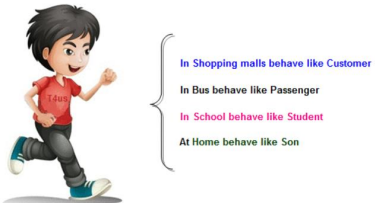 In Shopping malls behave like Customer
In Bus behave like Passenger
T4us
In School behave like Student
At Home behave like Son